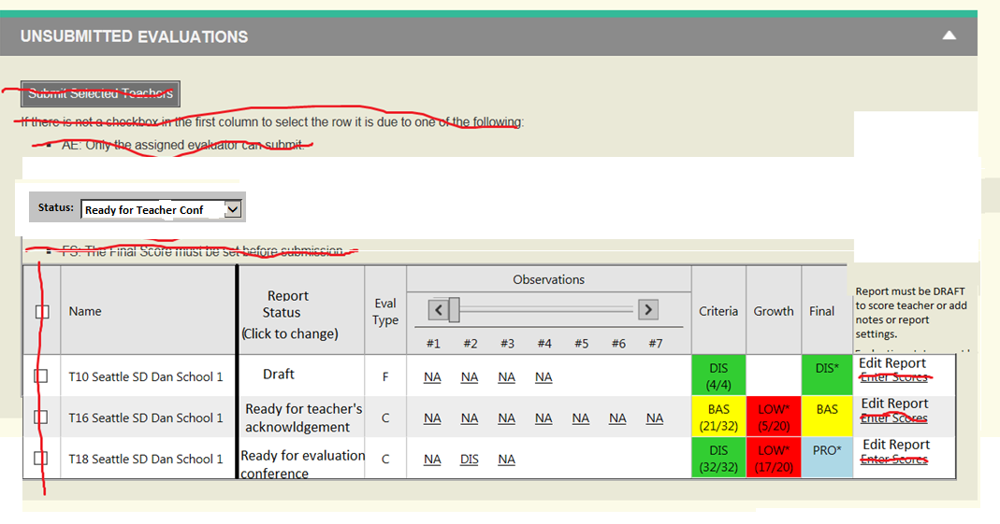 UNSUBMITTED EVALUATIONS
Submit Selected Teachers
If there is not a checkbox in the first column to select the row it is due to one of the following:
AE: Only the assigned evaluator can submit.
Status: Ready for Teacher Conf
FS: The Final Score must be set before submission
Name
Report
Status
(Click to change)
Eval
Type
Observations
#1 #2 #3 #4 #5 #6 #7
Criteria Growth Final
Report must be DRAFT
to score teacher or add
notes or report
settings.
T10 Seattle SD Dan School 1 Draft F NA NA NA NA DIS
(4/4) DIS* Edit Report
Enter Scores
T16 Seattle SD Dan School 1 Ready for teacher's
acknowldgement C NA NA NA NA NA NA NA BAS
(21/32) LOW*
(5/20) BAS Edit Report
Enter Scores
T18 Seattle SD Dan School 1 Ready for evaluation
conference C NA DIS NA DIS
(32/32) LOW*
(17/20) PRO* Edit Report
Enter Scores